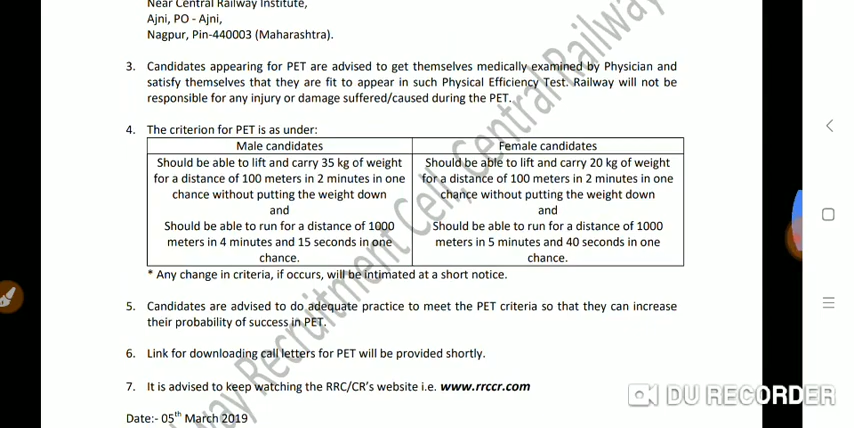 Near Central Railway Institute,
Ajni, PO - Ajni,
Nagpur, Pin-440003 (Maharashtra).
3. Candidates appearing for PET are advised to get themselves medically examined by Physician and
satisfy themselves that they are fit to appear in such Physical Efficiency Test. Railway will not be
responsible for any injury or damage suffered/caused during the PET.
4. The criterion for PET is as under:
Male candidates
Should be able to lift and carry 35 kg of weight
for a distance of 100 meters in 2 minutes in one
chance without putting the weight down
and
Should be able to run for a distance of 1000
meters in 4 minutes and 15 seconds in one
chance.
Female candidates
Should be able to lift and carry 20 kg of weight
for a distance of 100 meters in 2 minutes in one
chance without putting the weight down
and
Should be able to run for a distance of 1000
meters in 5 minutes and 40 seconds in one
chance.
* Any change in criteria, if occurs, will be intimated at a short notice.
5. Candidates are advised to do adequate practice to meet the PET criteria so that they can increase
their probability of success in PET.
6. Link for downloading call letters for PET will be provided shortly.
7. It is advised to keep watching the RRC/CR's website i.e. www.rrccr.com
Date:- 05th March 2019
Railway Recruitment Cell, Central Railway
DU RECORDER